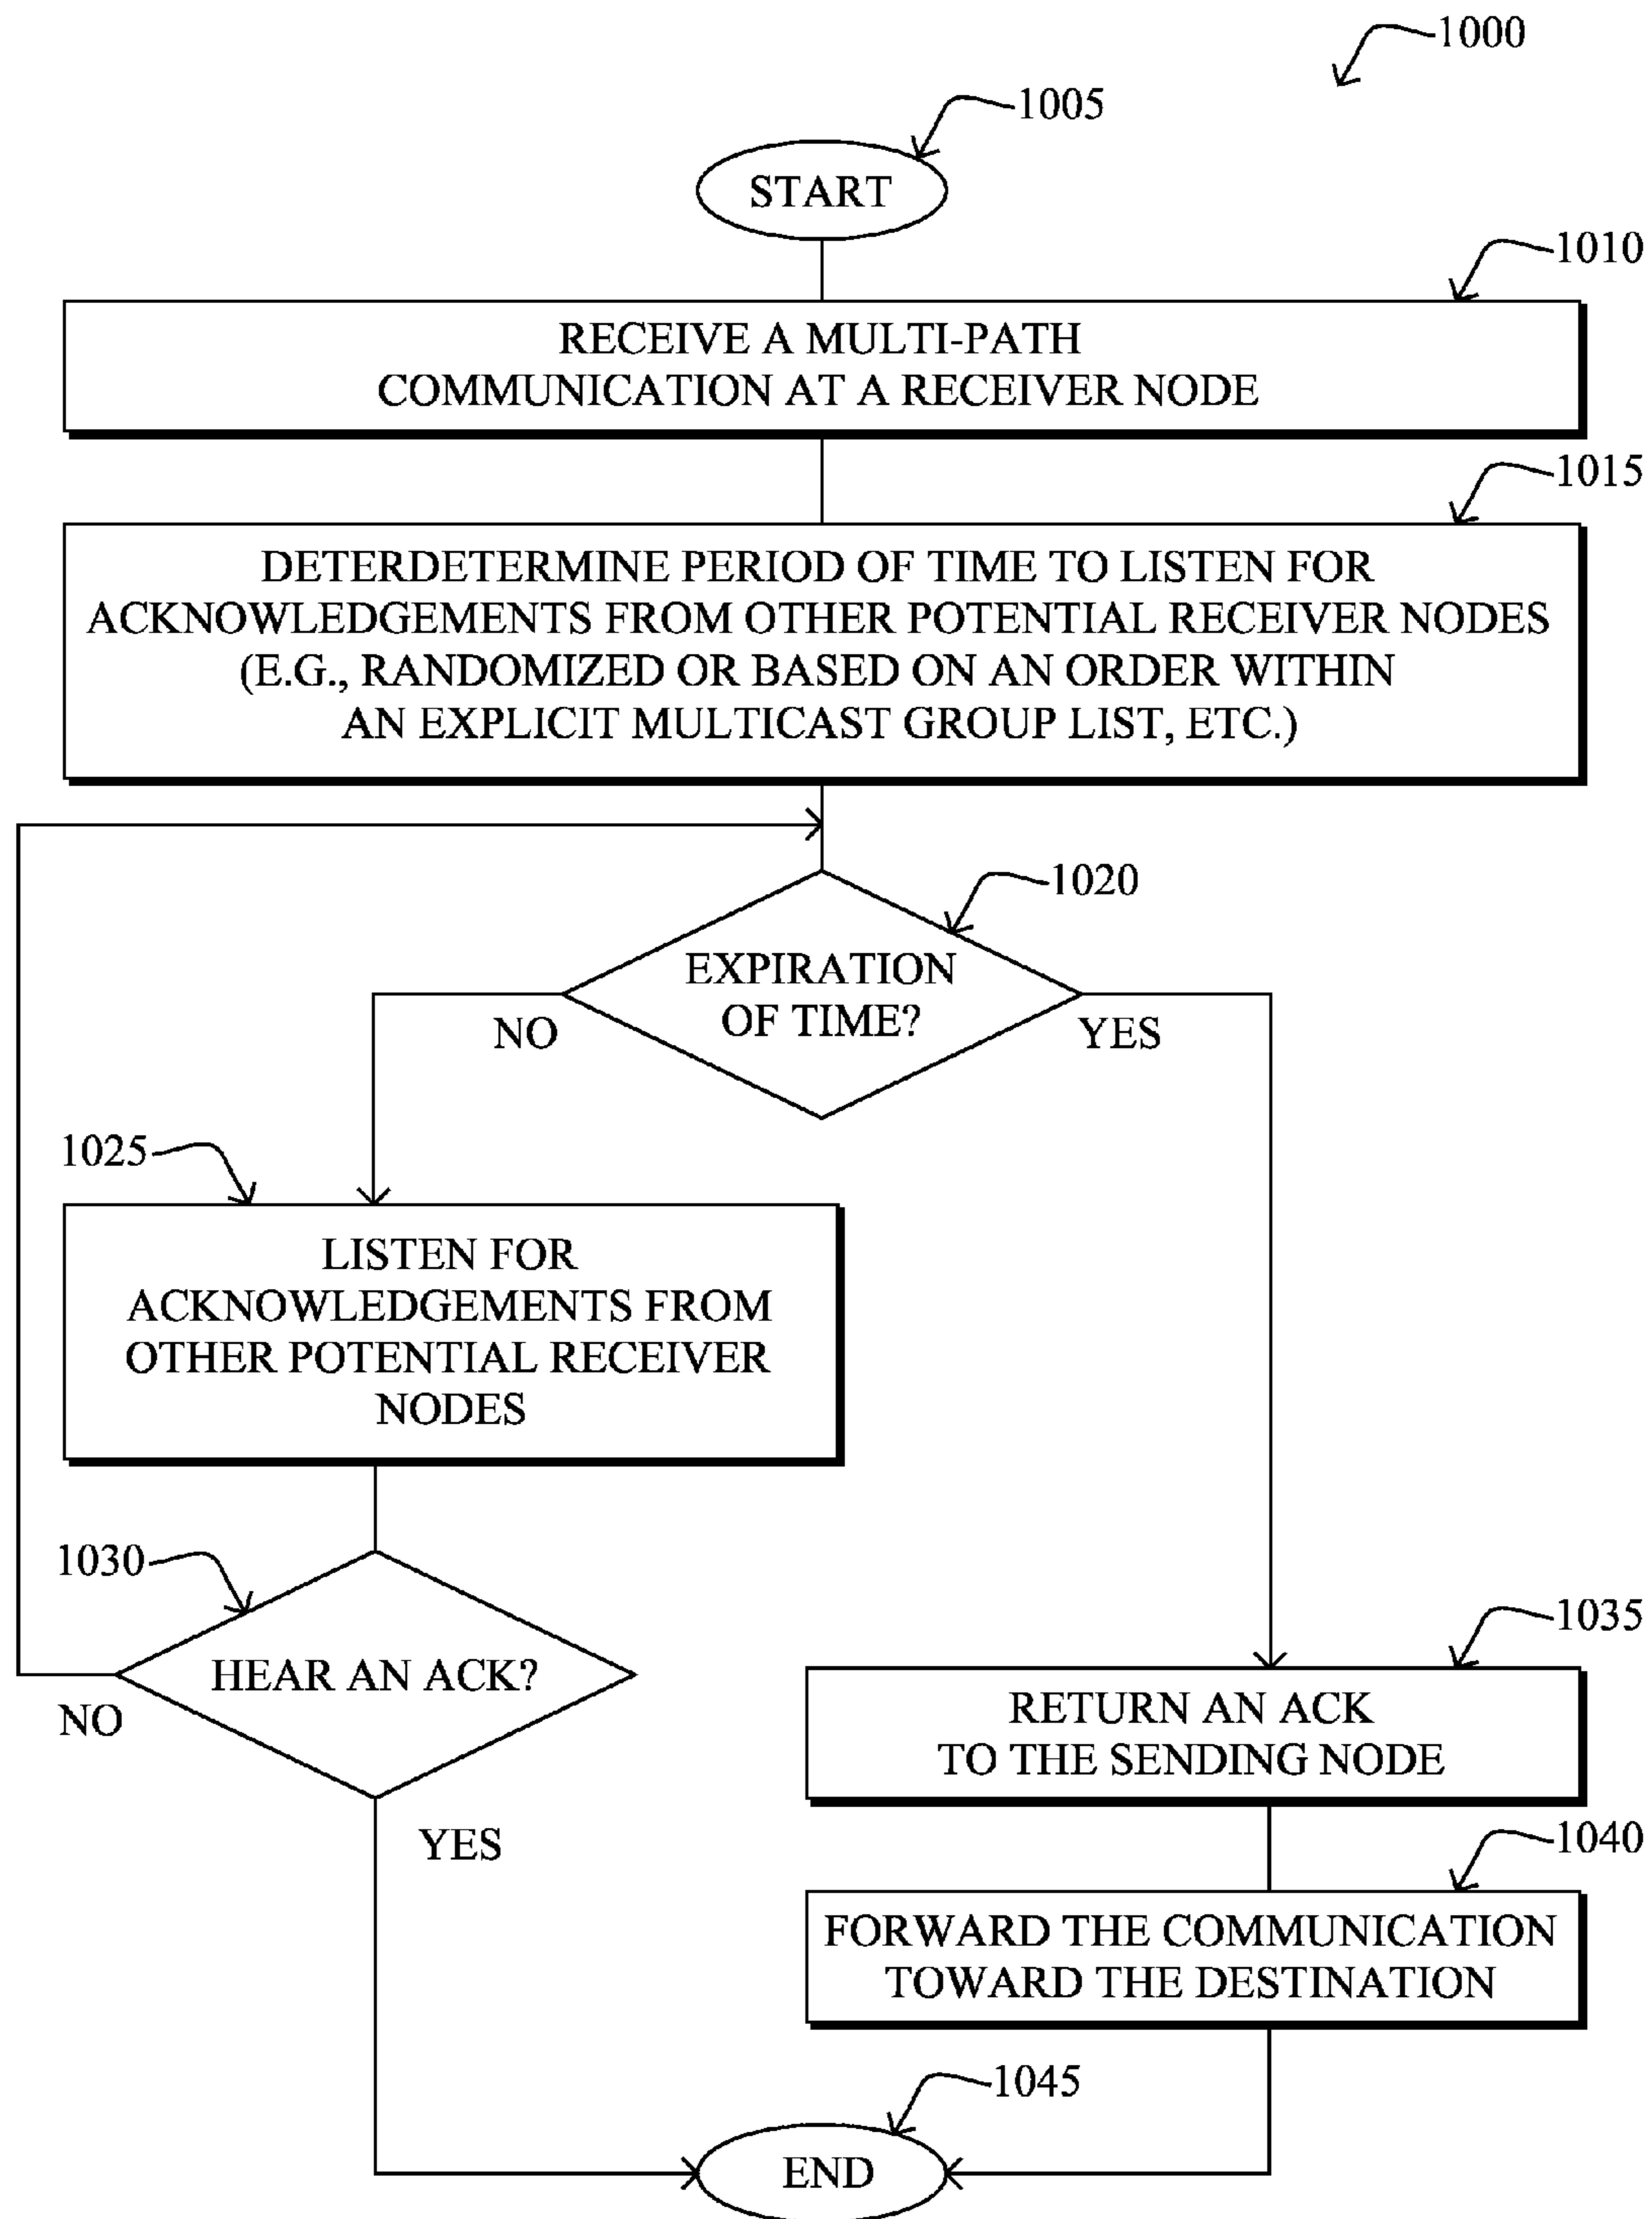 1000
1005
START
1010
RECEIVE A MULTI-PATH
COMMUNICATION AT A RECEIVER NODE
1015
DETERDETERMINE PERIOD OF TIME TO LISTEN FOR
ACKNOWLEDGEMENTS FROM OTHER POTENTIAL RECEIVER NODES
(E.G., RANDOMIZED OR BASED ON AN ORDER WITHIN
AN EXPLICIT MULTICAST GROUP LIST, ETC.)
1020
EXPIRATION
OF TIME?
NO
YES
1025
LISTEN FOR
ACKNOWLEDGEMENTS FROM
OTHER POTENTIAL RECEIVER
NODES
1030
HEAR AN ACK?
NO
YES
1035
RETURN AN ACK
TO THE SENDING NODE
1040
FORWARD THE COMMUNICATION
TOWARD THE DESTINATION
1045
END